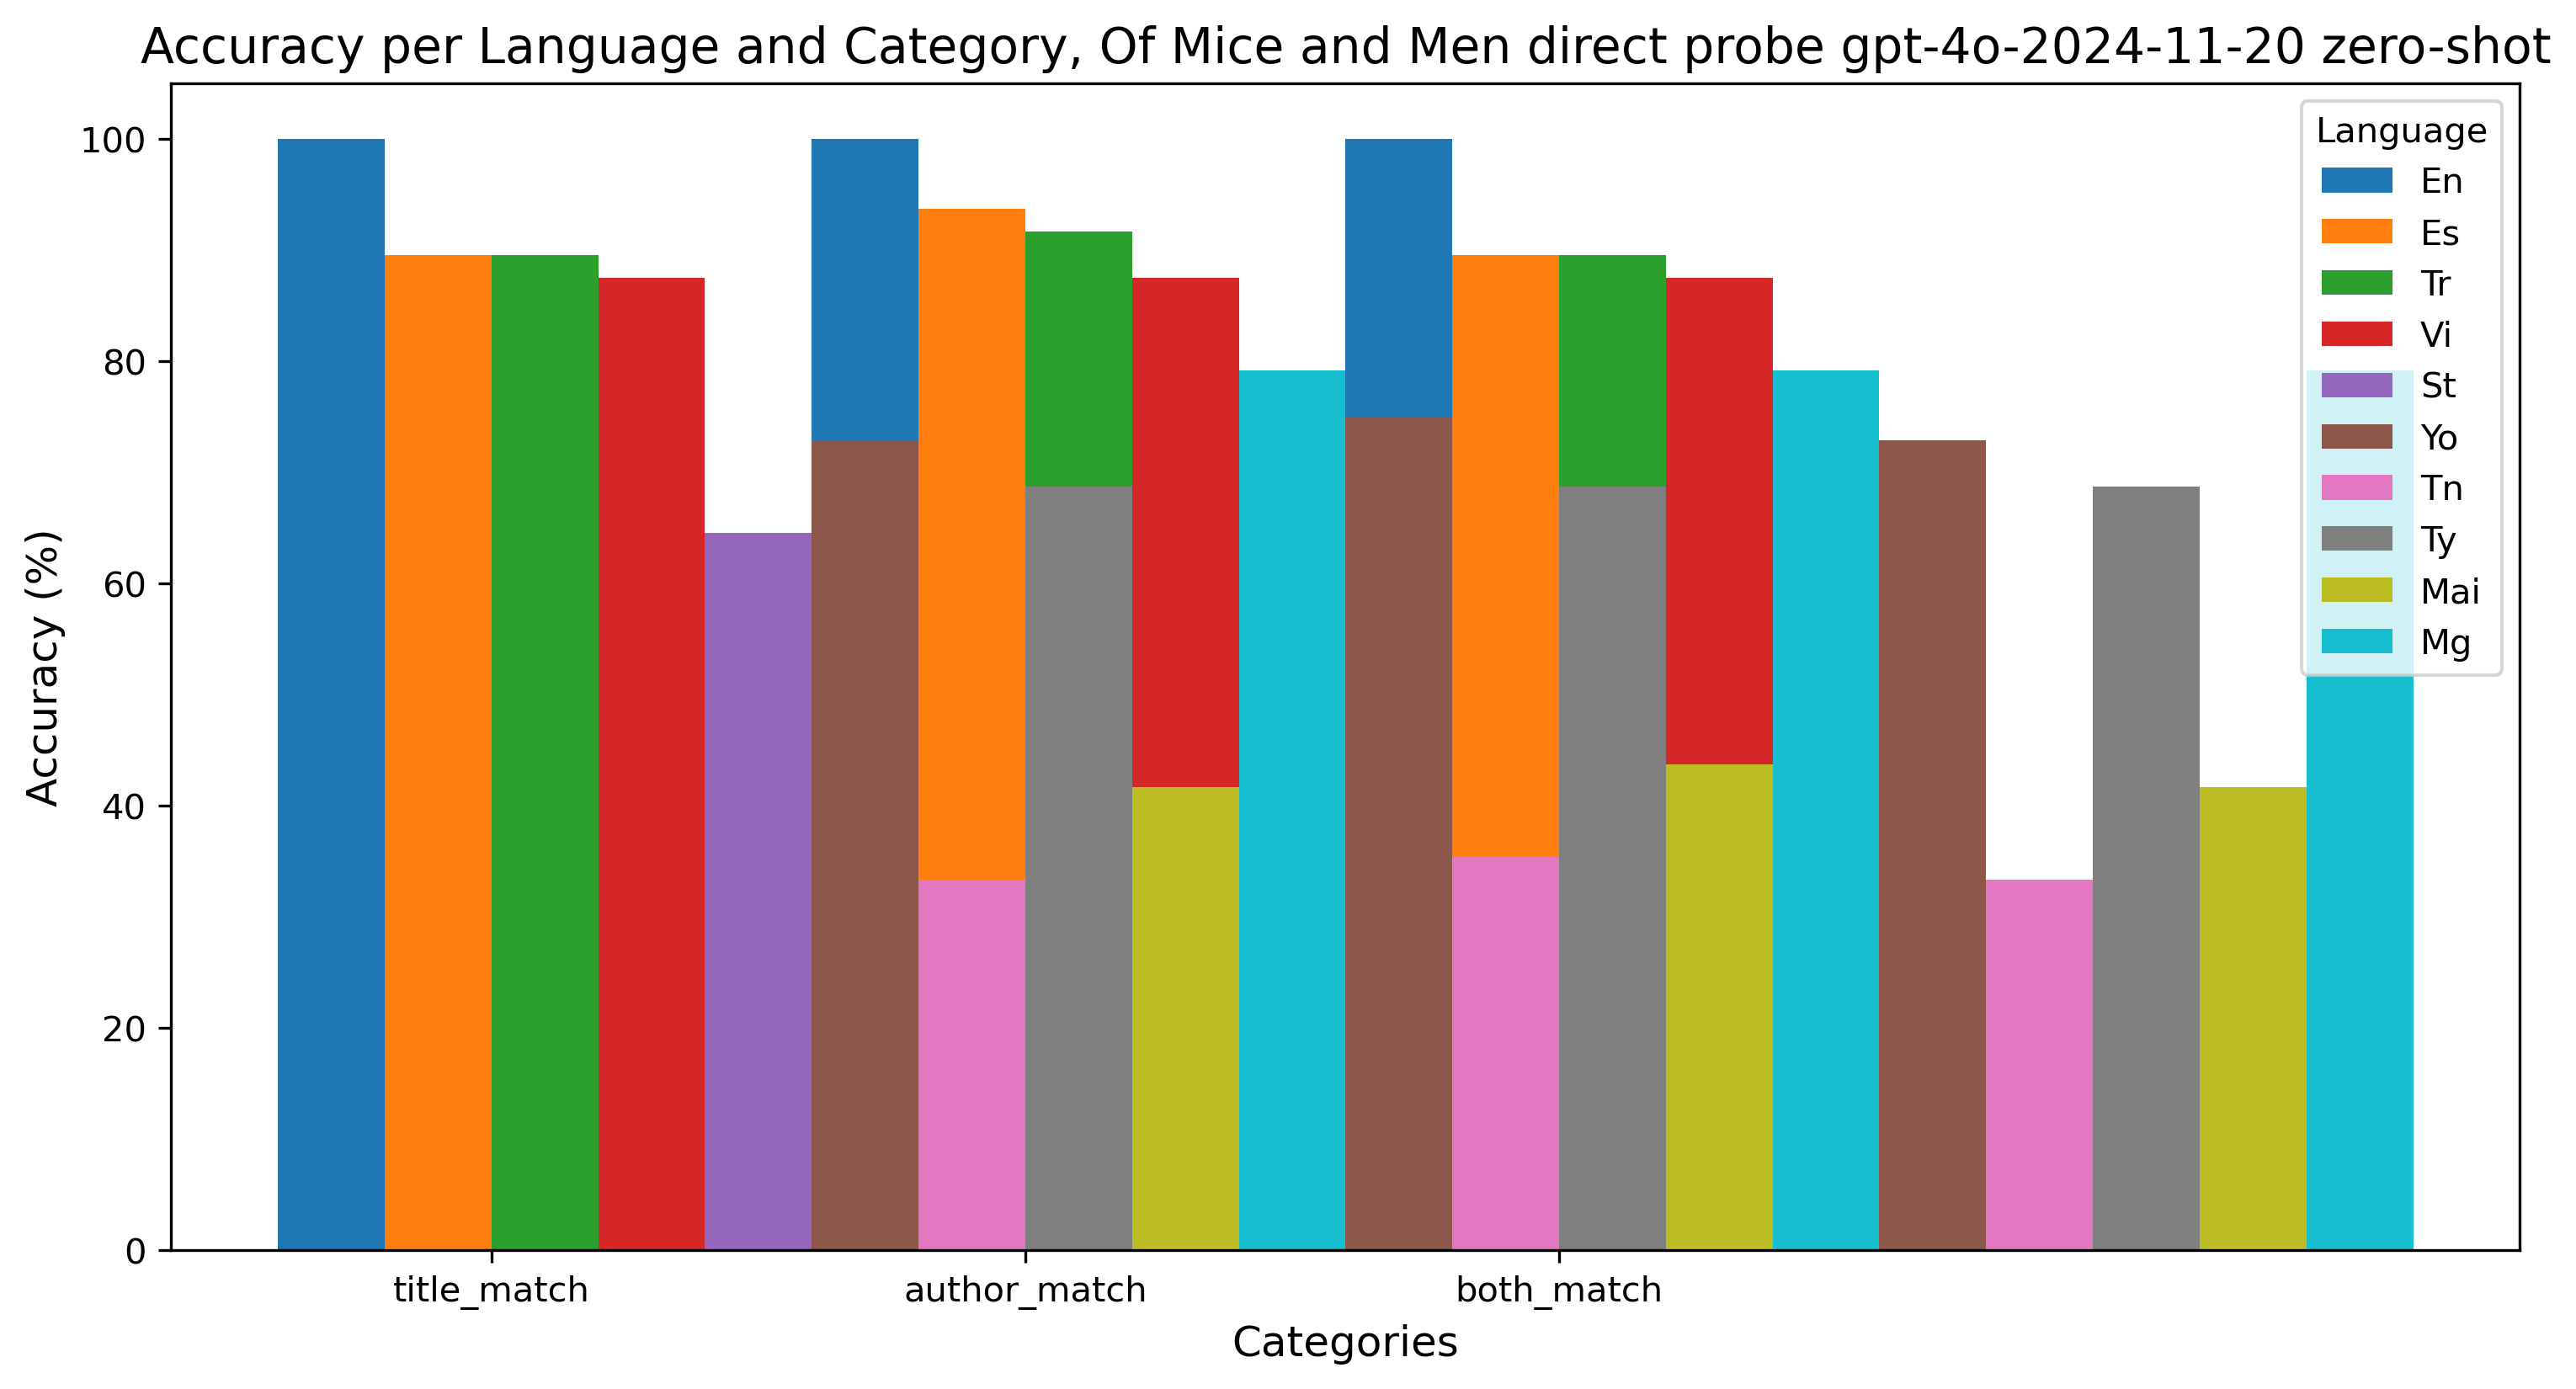 Accuracy per Language and Category, Of Mice and Men direct probe gpt-4o-2024-11-20 zero-shot
Accuracy (%)
100
80
60
40
20
0
Language
En
Es
Tr
Vi
St
Yo
Tn
Ty
Mai
Mg
title_match
author_match
both_match
Categories